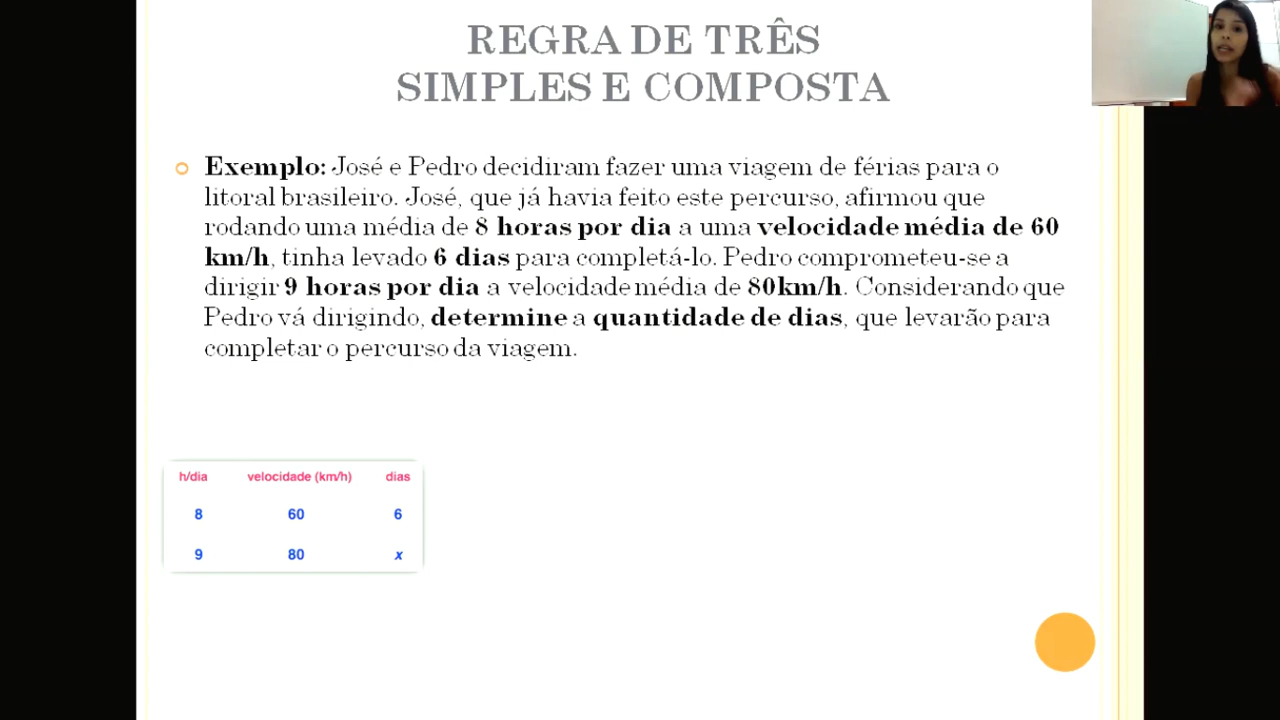 REGRA DE TRÊS
SIMPLES E COMPOSTA
Exemplo: José e Pedro decidiram fazer uma viagem de férias para o
litoral brasileiro. José, que já havia feito este percurso, afirmou que
rodando uma média de 8 horas por dia a uma velocidade média de 60
km/h, tinha levado 6 dias para completá-lo. Pedro comprometeu-se a
dirigir 9 horas por dia a velocidade média de 80km/h. Considerando que
Pedro vá dirigindo, determine a quantidade de dias, que levarão para
completar o percurso da viagem.
h/dia velocidade (km/h) dias
8 60 6
9 80 x